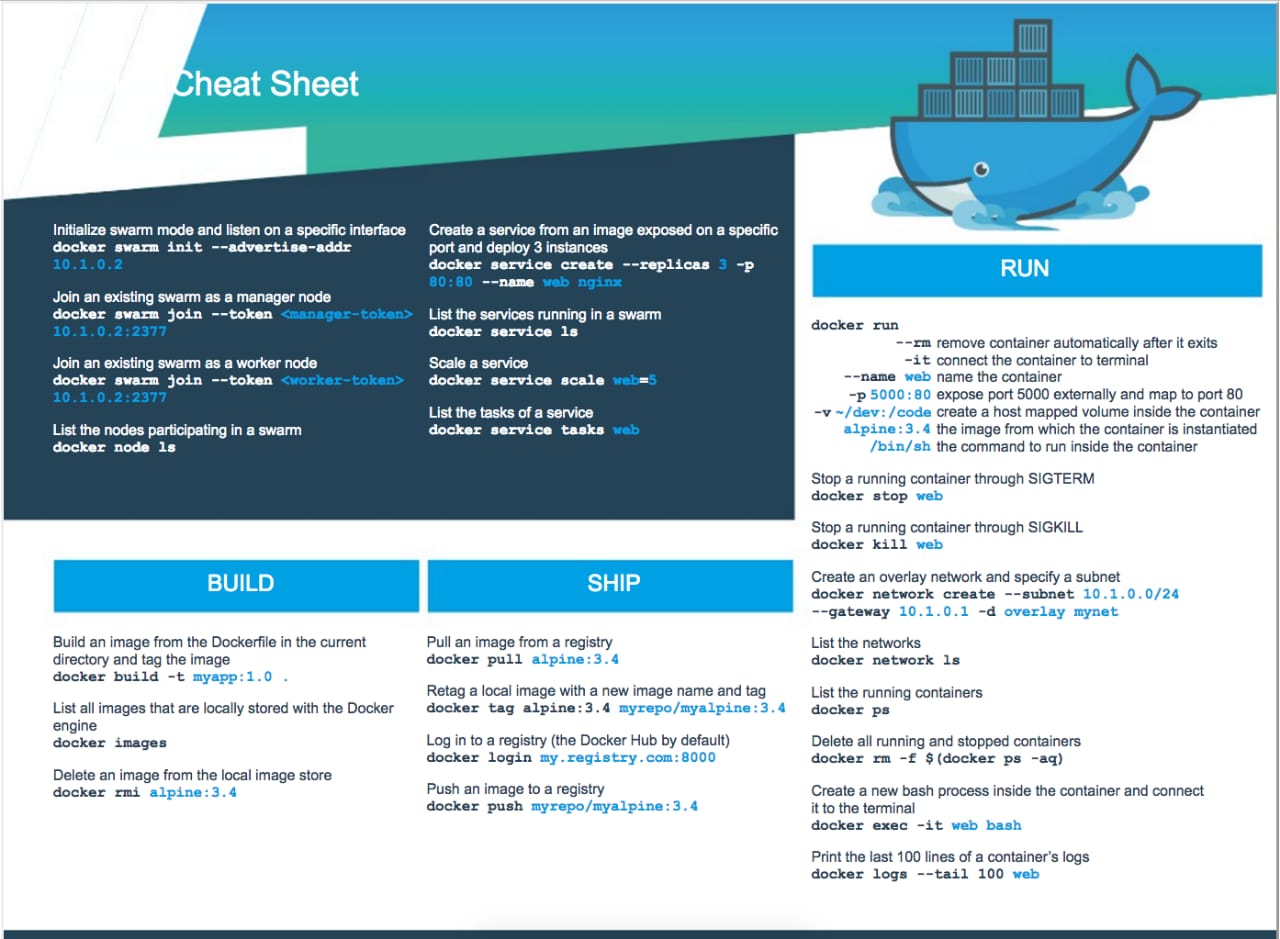 Cheat Sheet
Initialize swarm mode and listen on a specific interface
docker swarm init --advertise-addr
10.1.0.2
Join an existing swarm as a manager node
docker swarm join --token <manager-token>
10.1.0.2:2377
Join an existing swarm as a worker node
docker swarm join --token <worker-token>
10.1.0.2:2377
List the nodes participating in a swarm
docker node ls
Create a service from an image exposed on a specific
port and deploy 3 instances
docker service create --replicas 3 -p
80:80 --name web nginx
List the services running in a swarm
docker service ls
Scale a service
docker service scale web=5
List the tasks of a service
docker service tasks web
BUILD
Build an image from the Dockerfile in the current
directory and tag the image
docker build -t myapp:1.0 .
List all images that are locally stored with the Docker
engine
docker images
Delete an image from the local image store
docker rmi alpine:3.4
SHIP
Pull an image from a registry
docker pull alpine:3.4
Retag a local image with a new image name and tag
docker tag alpine:3.4 myrepo/myalpine:3.4
Log in to a registry (the Docker Hub by default)
docker login my.registry.com:8000
Push an image to a registry
docker push myrepo/myalpine:3.4
RUN
docker run
--rm remove container automatically after it exits
-it connect the container to terminal
--name web name the container
-p 5000:80 expose port 5000 externally and map to port 80
-v ~/dev:/code create a host mapped volume inside the container
alpine:3.4 the image from which the container is instantiated
/bin/sh the command to run inside the container
Stop a running container through SIGTERM
docker stop web
Stop a running container through SIGKILL
docker kill web
Create an overlay network and specify a subnet
docker network create --subnet 10.1.0.0/24
--gateway 10.1.0.1 -d overlay mynet
List the networks
docker network ls
List the running containers
docker ps
Delete all running and stopped containers
docker rm -f $(docker ps -aq)
Create a new bash process inside the container and connect
it to the terminal
docker exec -it web bash
Print the last 100 lines of a container's logs
docker logs --tail 100 web